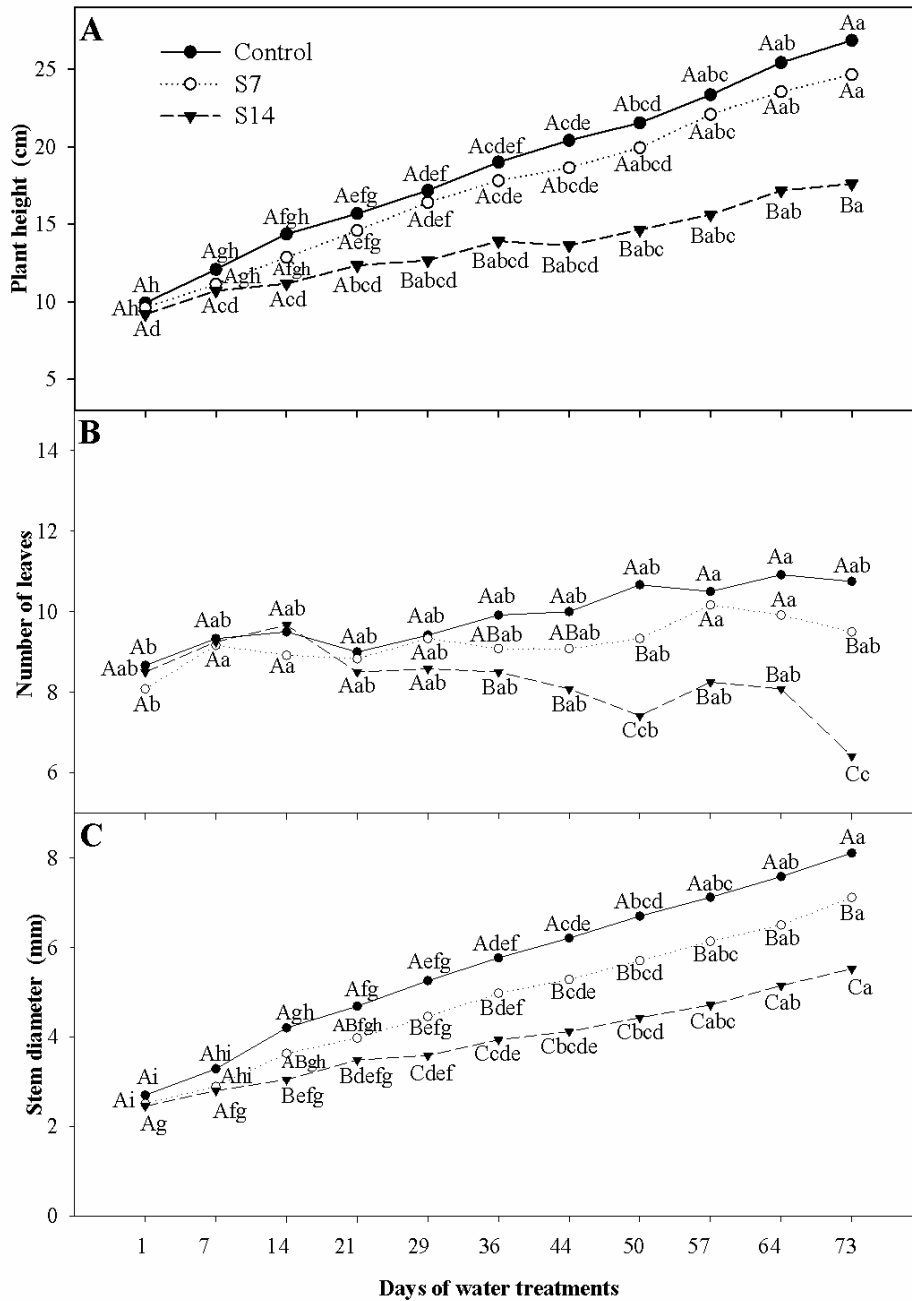 A
Control
S7
S14
25
20
15
10
5
Plant height (cm)
Ah
Agh
Afgh
Aefg
Adef
Acdef
Acde
Abcd
Aabc
Aab
Aa
Ah
Agh
Afgh
Aefg
Adef
Acde
Abcde
Aabcd
Aabc
Aab
Aa
Ad
Acd
Acd
Abcd
Babcd
Babcd
Babcd
Babc
Babc
Bab
Ba
B
14
12
10
8
6
Number of leaves
Ab
Aab
Aab
Aab
Aab
Aab
Aab
Aa
Aa
Aab
Aab
Aa
Aa
Aab
ABab
ABab
Bab
Aa
Aa
Bab
Ab
Aab
Aab
Bab
Bab
Ccb
Bab
Bab
Cc
C
8
6
4
2
0
Stem diameter (mm)
Ai
Ahi
Agh
Afg
Aefg
Adef
Acde
Abcd
Aabc
Aab
Aa
Ai
Ahi
ABgh
ABfgh
Befg
Bdef
Bcde
Bbcd
Babc
Bab
Ba
Ag
Afg
Befg
Bdefg
Cdef
Ccde
Cbcde
Cbcd
Cabc
Cab
Ca
1 7 14 21 29 36 44 50 57 64 73
Days of water treatments